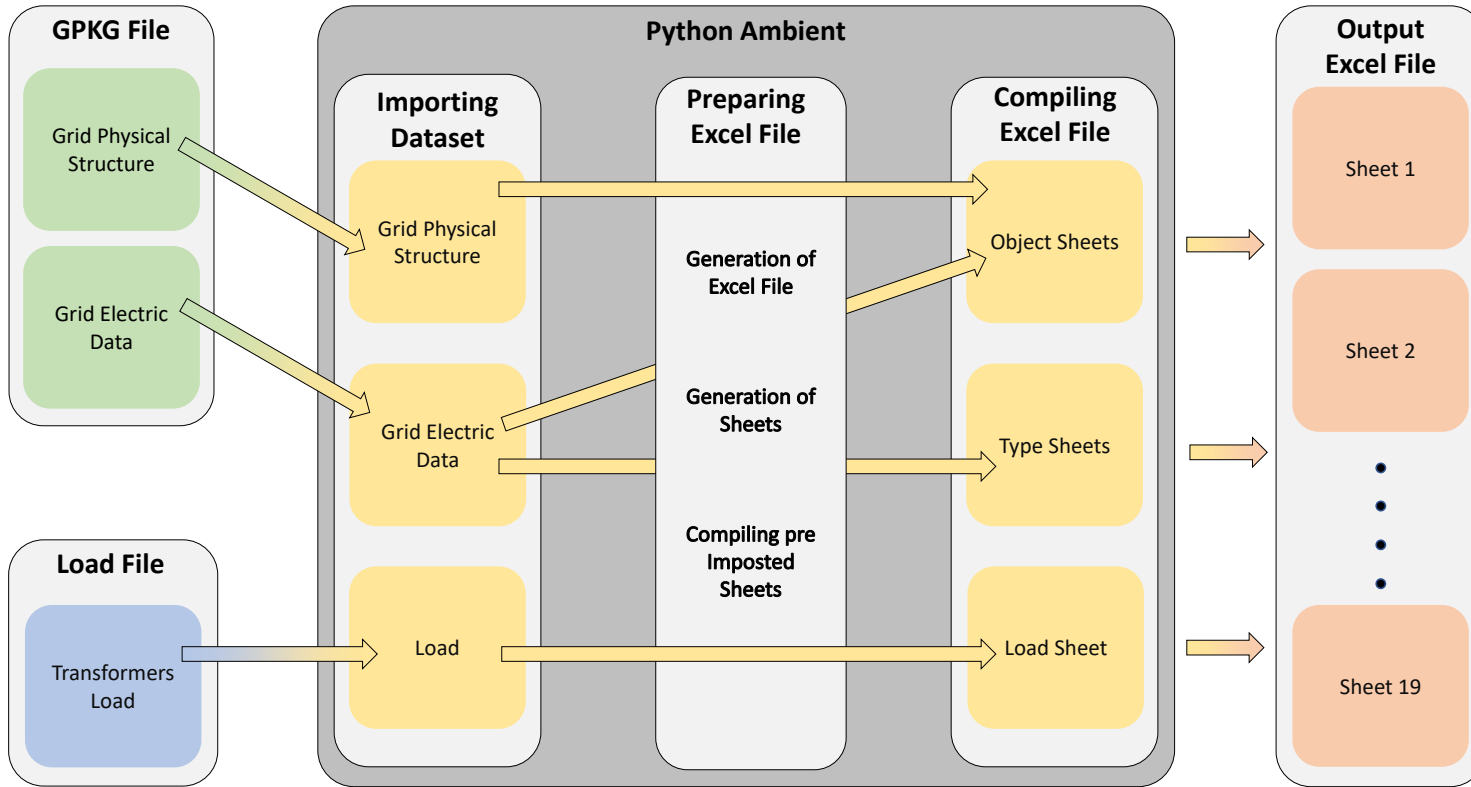 GPKG File
Grid Physical
Structure
Grid Electric
Data
Load File
Transformers
Load
Python Ambient
Importing
Dataset
Grid Physical
Structure
Grid Electric
Data
Load
Preparing
Excel File
Generation of
Excel File
Generation of
Sheets
Compiling pre
Imposted
Sheets
Compiling
Excel File
Object Sheets
Type Sheets
Load Sheet
Output
Excel File
Sheet 1
Sheet 2
Sheet 19